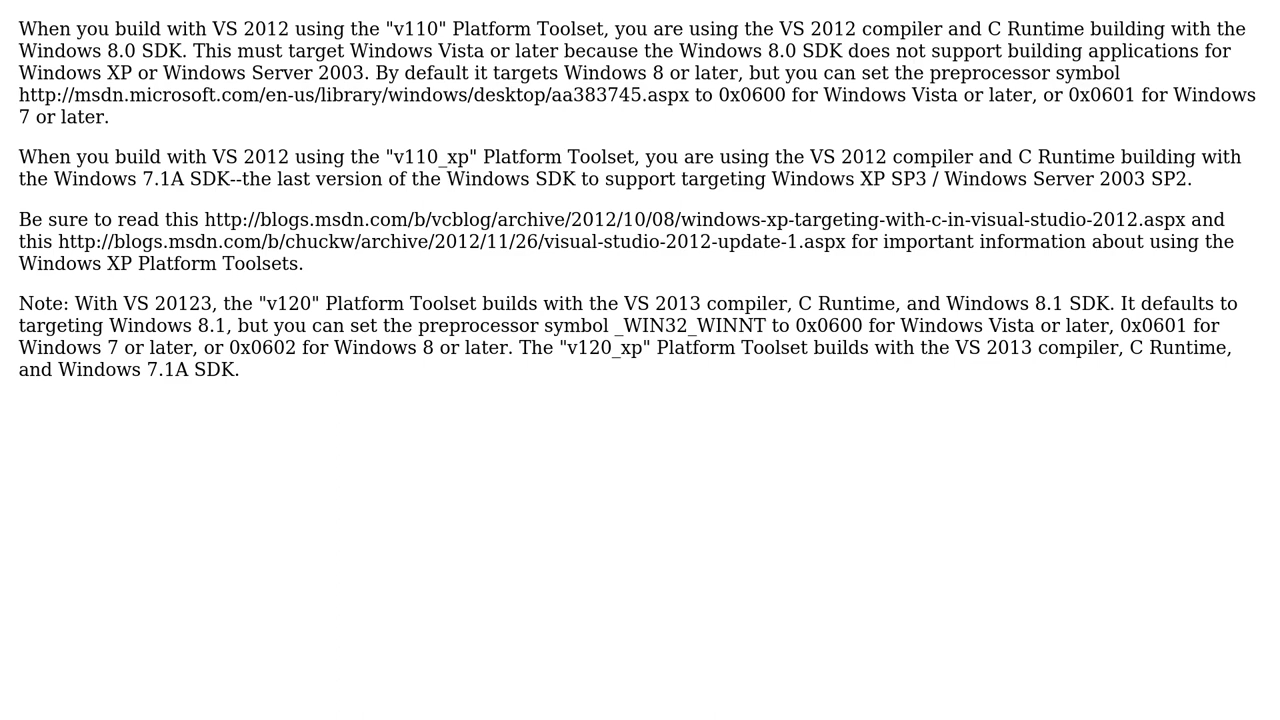 When you build with VS 2012 using the "v110" Platform Toolset, you are using the VS 2012 compiler and C Runtime building with the
Windows 8.0 SDK. This must target Windows Vista or later because the Windows 8.0 SDK does not support building applications for
Windows XP or Windows Server 2003. By default it targets Windows 8 or later, but you can set the preprocessor symbol
http://msdn.microsoft.com/en-us/library/windows/desktop/aa383745.aspx to 0x0600 for Windows Vista or later, or 0x0601 for Windows
7 or later.
When you build with VS 2012 using the "v110_xp" Platform Toolset, you are using the VS 2012 compiler and C Runtime building with
the Windows 7.1A SDK--the last version of the Windows SDK to support targeting Windows XP SP3 / Windows Server 2003 SP2.
Be sure to read this http://blogs.msdn.com/b/vcblog/archive/2012/10/08/windows-xp-targeting-with-c-in-visual-studio-2012.aspx and
this http://blogs.msdn.com/b/chuckw/archive/2012/11/26/visual-studio-2012-update-1.aspx for important information about using the
Windows XP Platform Toolsets.
Note: With VS 20123, the "v120" Platform Toolset builds with the VS 2013 compiler, C Runtime, and Windows 8.1 SDK. It defaults to
targeting Windows 8.1, but you can set the preprocessor symbol _WIN32_WINNT to 0x0600 for Windows Vista or later, 0x0601 for
Windows 7 or later, or 0x0602 for Windows 8 or later. The "v120_xp" Platform Toolset builds with the VS 2013 compiler, C Runtime,
and Windows 7.1A SDK.